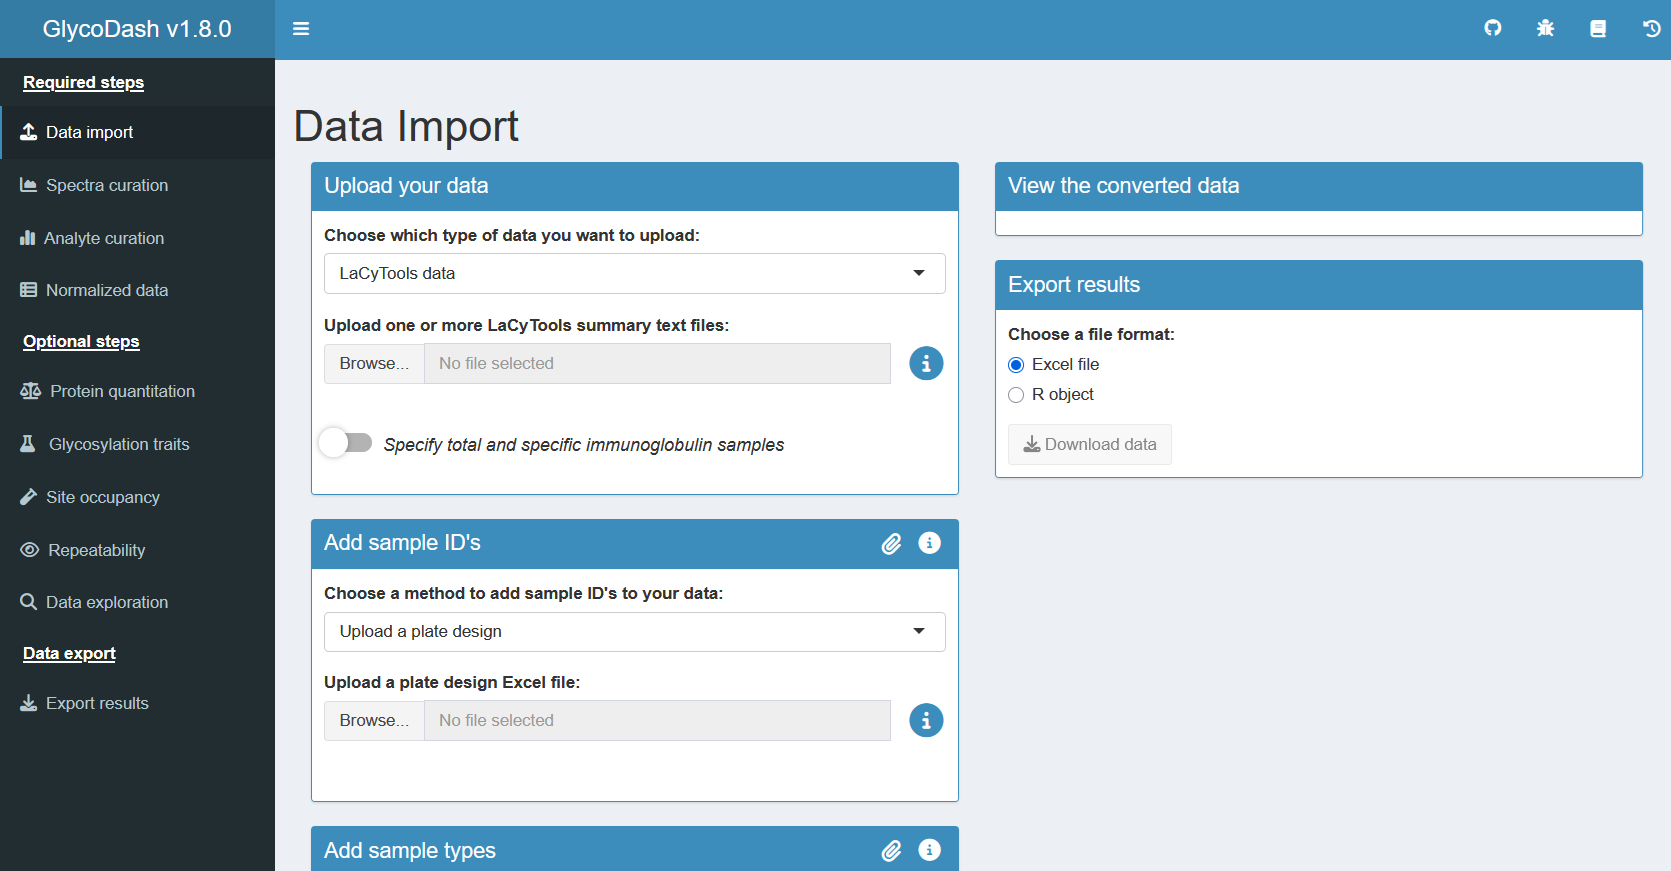 GlycoDash v1.8.0
Required steps
Data import
Spectra curation
Analyte curation
Normalized data
Optional steps
Protein quantitation
Glycosylation traits
Site occupancy
Repeatability
Data exploration
Data export
Export results
Data Import
Upload your data
Choose which type of data you want to upload:
LaCyTools data
Upload one or more LaCyTools summary text files:
Browse... No file selected
Specify total and specific immunoglobulin samples
Add sample ID's
Choose a method to add sample ID's to your data:
Upload a plate design
Upload a plate design Excel file:
Browse... No file selected
Add sample types
View the converted data
Export results
Choose a file format:
Excel file
R object
Download data